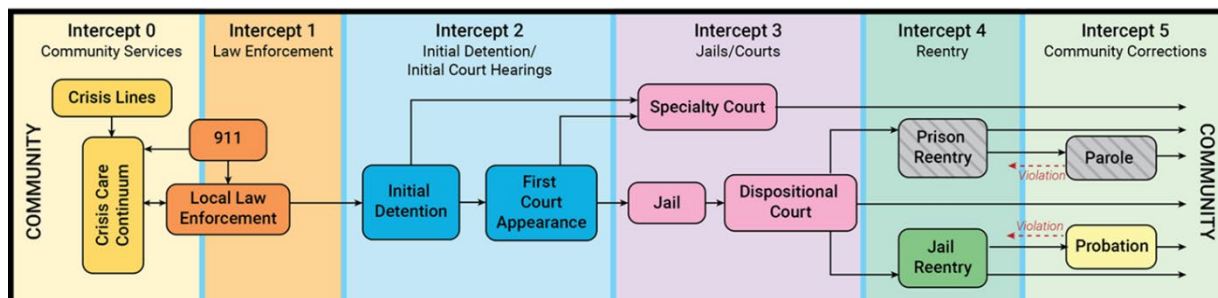 Intercept 0
Community Services
Intercept 1
Law Enforcement
Intercept 2
Initial Detention/
Initial Court Hearings
Intercept 3
Jails/Courts
Intercept 4
Reentry
Intercept 5
Community Corrections
COMMUNITY
Crisis Lines
911
Crisis Care
Continuum
Local Law
Enforcement
Initial
Detention
First
Court
Appearance
Specialty Court
Jail
Dispositional
Court
Prison
Reentry
Violation
Parole
Jail
Reentry
Violation
Probation
COMMUNITY